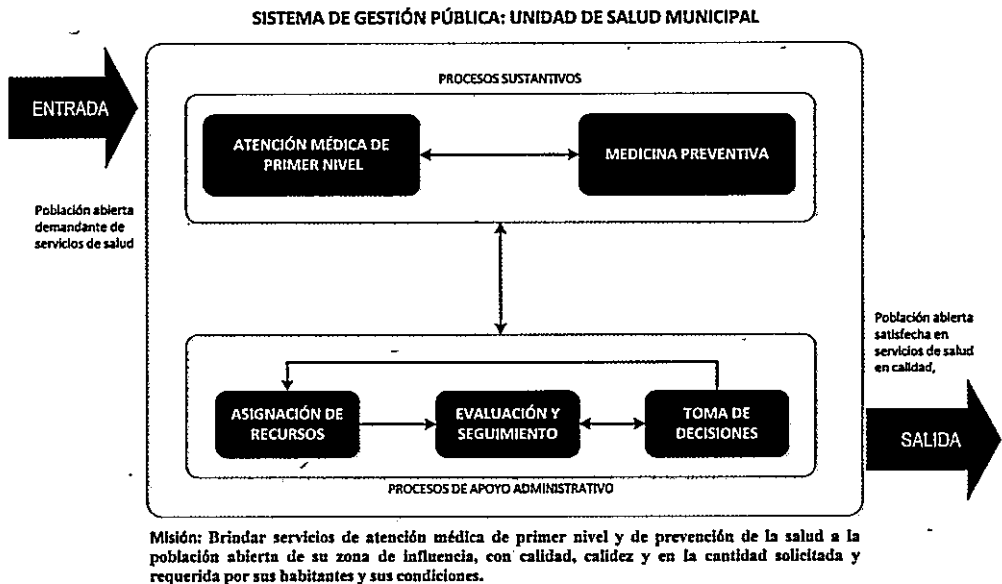 SISTEMA DE GESTIÓN PÚBLICA: UNIDAD DE SALUD MUNICIPAL
PROCESOS SUSTANTIVOS
ENTRADA
ATENCIÓN MÉDICA DE
PRIMER NIVEL
MEDICINA PREVENTIVA
Población abierta
demandante de
servicios de salud
Población abierta
satisfecha en
servicios de salud
en calidad,
ASIGNACIÓN DE
RECURSOS
EVALUACIÓN Y
SEGUIMIENTO
TOMA DE
DECISIONES
SALIDA
PROCESOS DE APOYO ADMINISTRATIVO
Misión: Brindar servicios de atención médica de primer nivel y de prevención de la salud a la
población abierta de su zona de influencia, con calidad, calidez y en la cantidad solicitada y
requerida por sus habitantes y sus condiciones.